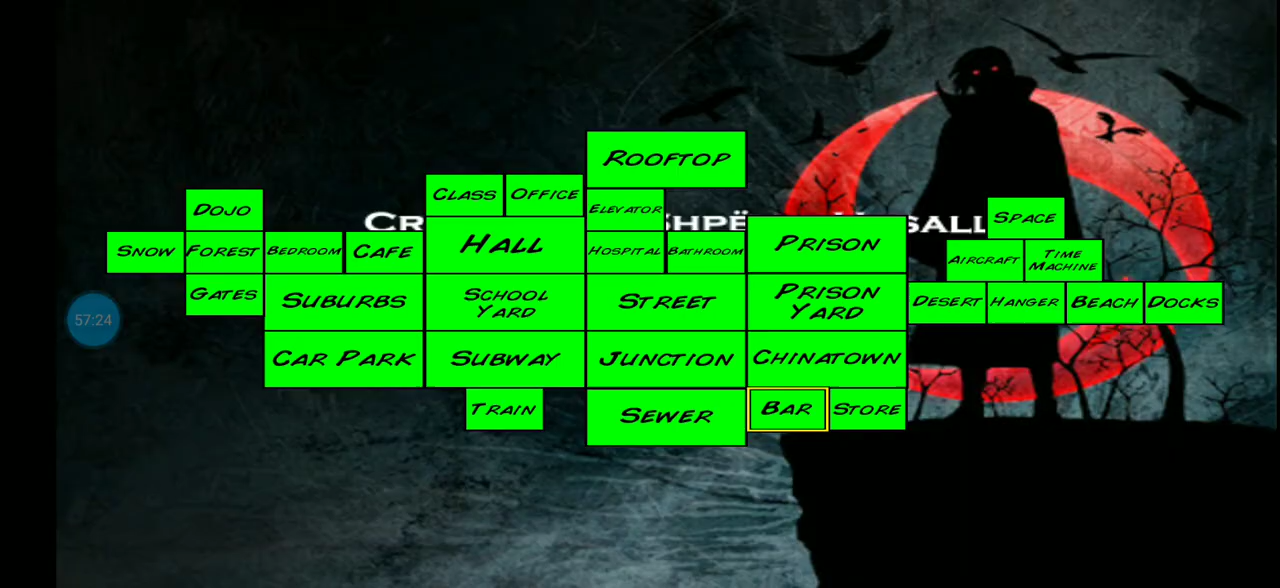 Rooftop
Class
Office
Dojo
Elevator
Space
Snow
Forest
Bedroom
Cafe
Hall
Hospital
Bathroom
Prison
Aircraft
Time
Machine
Gates
Suburbs
School
Yard
Street
Prison
Yard
Desert
Hanger
Beach
Docks
57:24
Car Park
Subway
Junction
Chinatown
Train
Sewer
Bar
Store